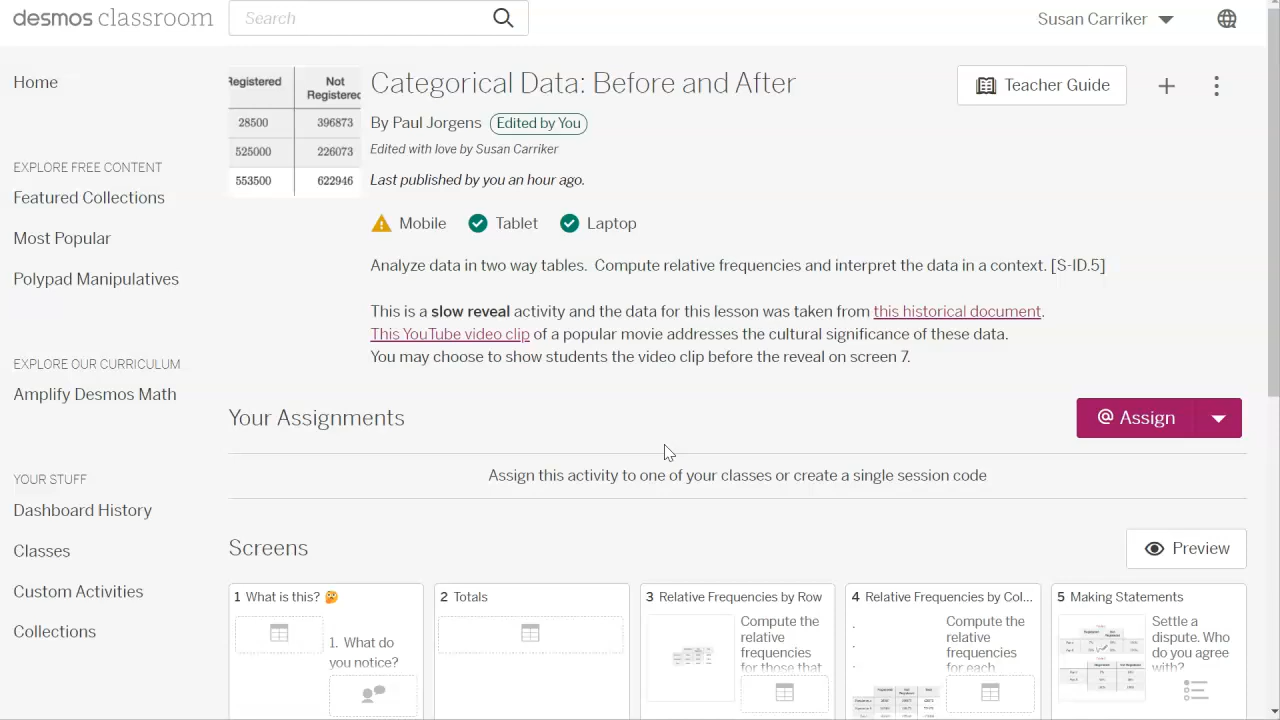 desmos classroom
Search
Susan Carriker
Home
EXPLORE FREE CONTENT
Featured Collections
Most Popular
Polypad Manipulatives
EXPLORE OUR CURRICULUM
Amplify Desmos Math
YOUR STUFF
Dashboard History
Classes
Custom Activities
Collections
Registered Not Registered
28500 396873
525000 226073
553500 622946
Categorical Data: Before and After
Teacher Guide
By Paul Jorgens Edited by You
Edited with love by Susan Carriker
Last published by you an hour ago.
Mobile Tablet Laptop
Analyze data in two way tables. Compute relative frequencies and interpret the data in a context. [S-ID.5]
This is a slow reveal activity and the data for this lesson was taken from this historical document.
This YouTube video clip of a popular movie addresses the cultural significance of these data.
You may choose to show students the video clip before the reveal on screen 7.
Your Assignments
Assign
Assign this activity to one of your classes or create a single session code
Screens
Preview
1 What is this? 🤔
1. What do
you notice?
2 Totals
3 Relative Frequencies by Row
Compute the
relative
frequencies
for those that
4 Relative Frequencies by Col...
Compute the
relative
frequencies
for each
5 Making Statements
Settle a
dispute. Who
do you agree
with?